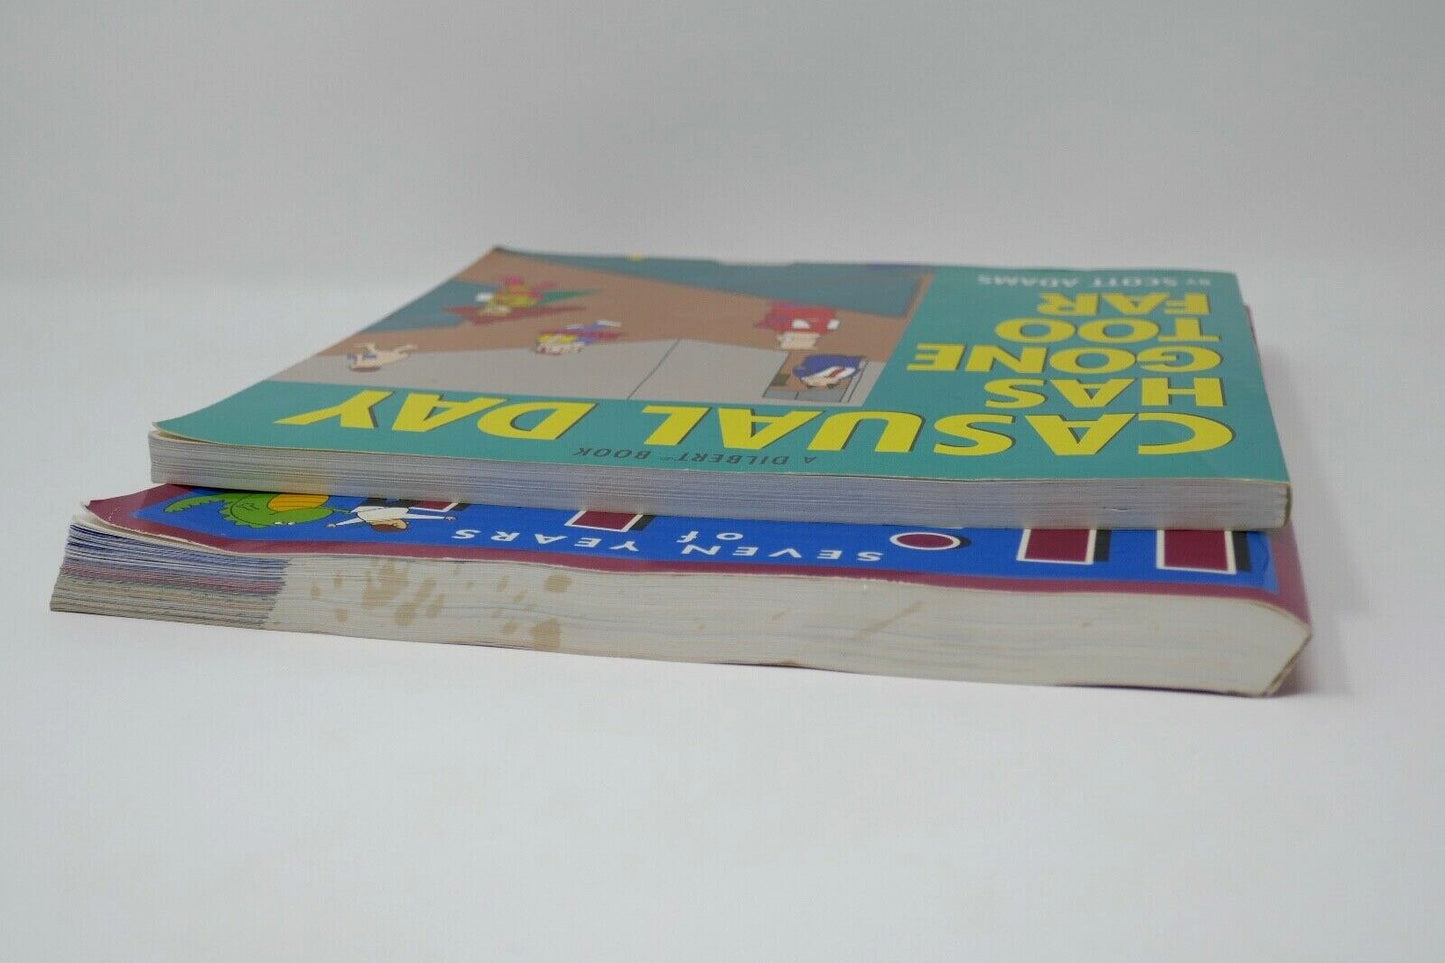 A DILBERT™ BOOK
CASUAL DAY
HAS
GONE
TOO
FAR
BY SCOTT ADAMS
SEVEN YEARS
of